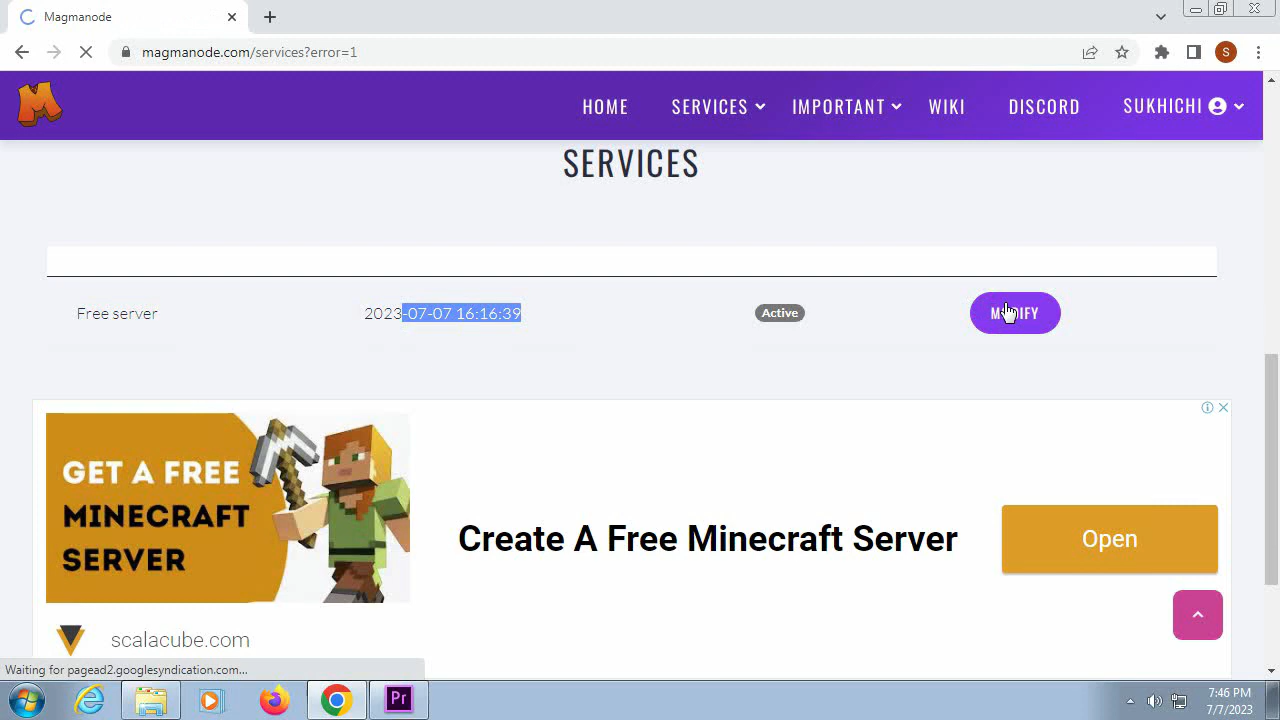 Magmanode
magmanode.com/services?error=1
S
M
HOME
SERVICES
IMPORTANT
WIKI
DISCORD
SUKHICHI
SERVICES
Free server
2023-07-07 16:16:39
Active
MODIFY
GET A FREE
MINECRAFT
SERVER
Create A Free Minecraft Server
Open
scalacube.com
Waiting for pagead2.googlesyndication.com...
Pr
7:46 PM
7/7/2023